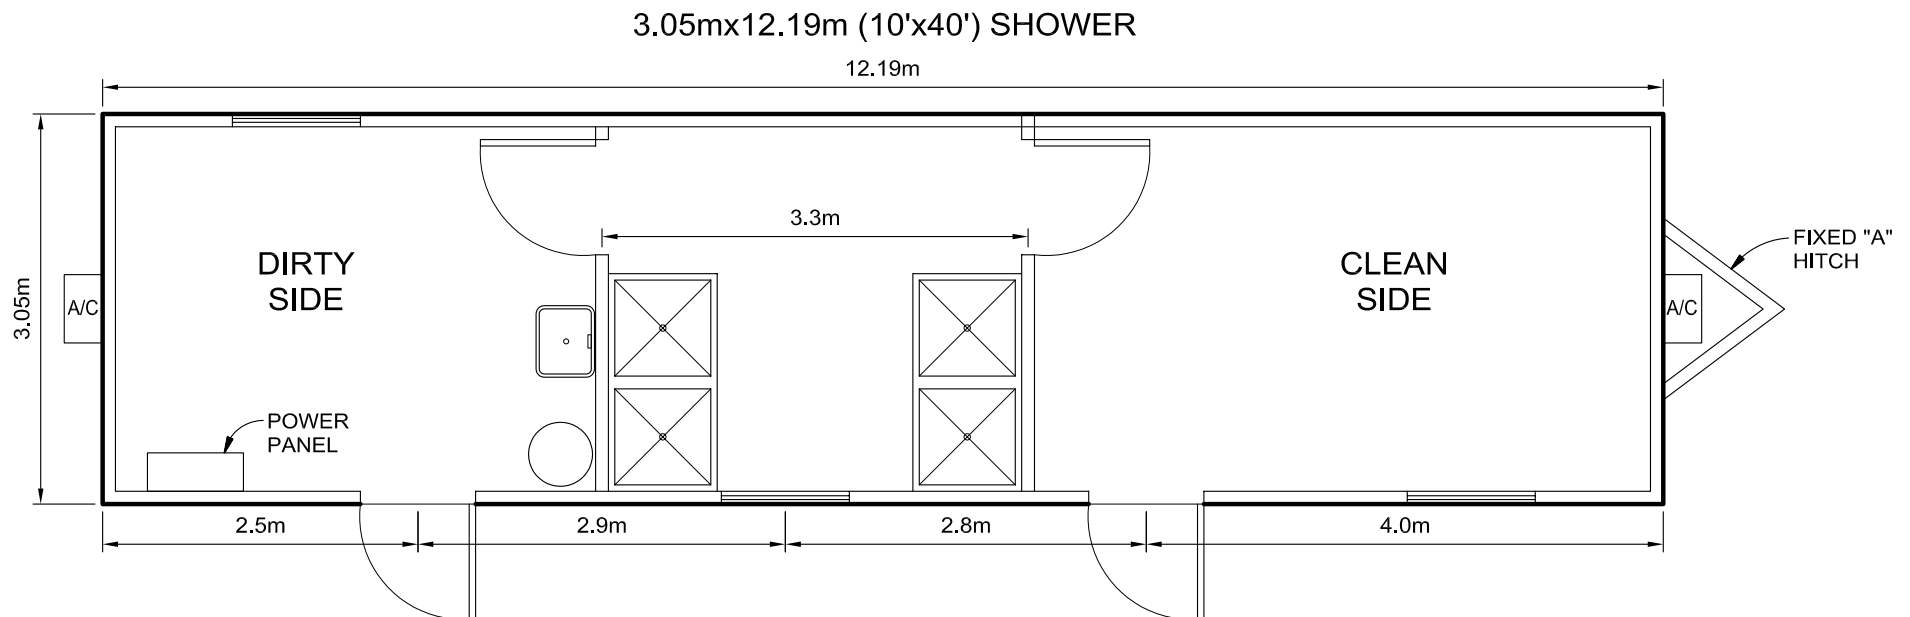 3.05mx12.19m (10'x40') SHOWER
12.19m
3.3m
DIRTY
SIDE
CLEAN
SIDE
FIXED "A"
HITCH
3.05m
A/C
A/C
POWER
PANEL
2.5m
2.9m
2.8m
4.0m